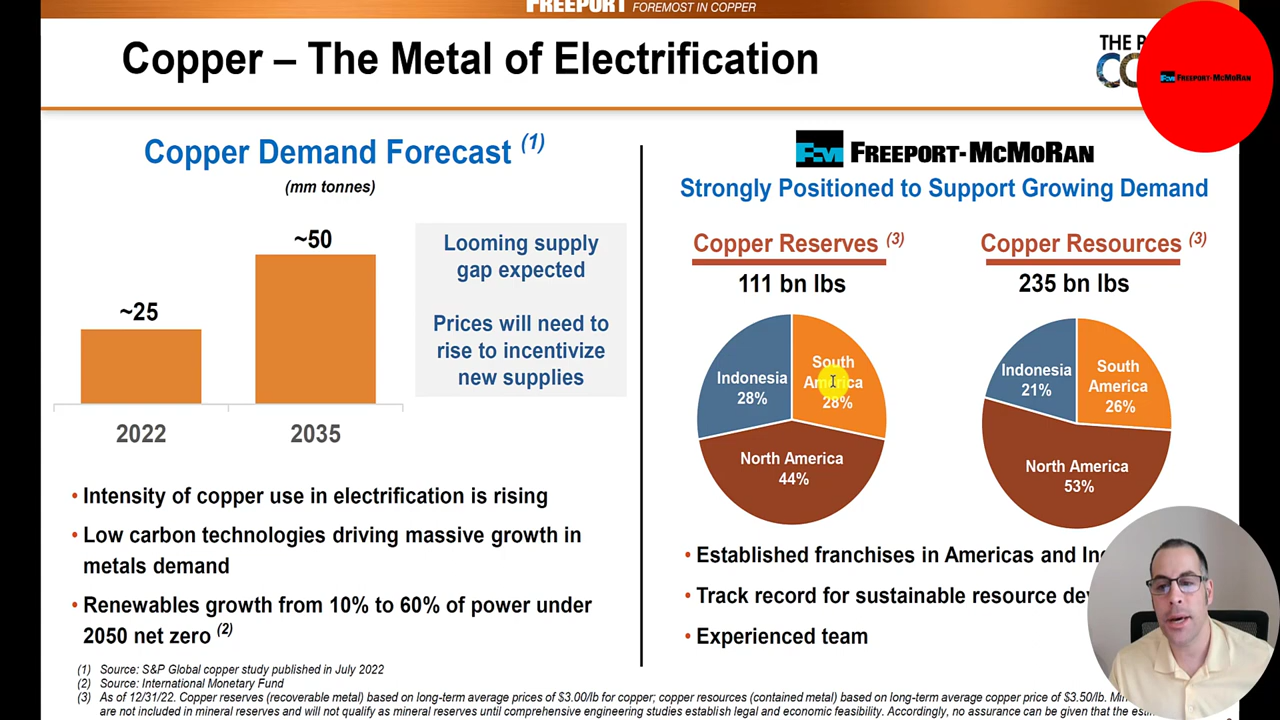 FREEPORT FOREMOST IN COPPER
Copper – The Metal of Electrification
THE
FREEPORT-MCMORAN
Copper Demand Forecast (1)
(mm tonnes)
~25
~50
2022
2035
Looming supply
gap expected
Prices will need to
rise to incentivize
new supplies
• Intensity of copper use in electrification is rising
• Low carbon technologies driving massive growth in
metals demand
• Renewables growth from 10% to 60% of power under
2050 net zero (2)
FREEPORT-MCMORAN
Strongly Positioned to Support Growing Demand
Copper Reserves (3)
111 bn lbs
Indonesia
28%
South
America
28%
North America
44%
Copper Resources (3)
235 bn lbs
Indonesia
21%
South
America
26%
North America
53%
• Established franchises in Americas and
• Track record for sustainable resource
• Experienced team
(1) Source: S&P Global copper study published in July 2022
(2) Source: International Monetary Fund
(3) As of 12/31/22. Copper reserves (recoverable metal) based on long-term average prices of $3.00/lb for copper; copper resources (contained metal) based on long-term average copper price of $3.50/lb.
are not included in mineral reserves and will not qualify as mineral reserves until comprehensive engineering studies establish legal and economic feasibility. Accordingly, no assurance can be given that the